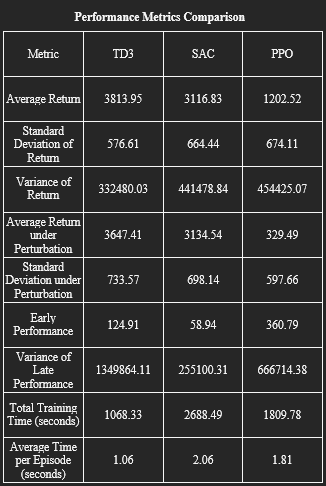 Performance Metrics Comparison
Metric TD3 SAC PPO
Average Return 3813.95 3116.83 1202.52
Standard
Deviation of 576.61 664.44 674.11
Return
Variance of 332480.03 441478.84 454425.07
Return
Average Return
under 3647.41 3134.54 329.49
Perturbation
Standard
Deviation under 733.57 698.14 597.66
Perturbation
Early 124.91 58.94 360.79
Performance
Variance of
Late 1349864.11 255100.31 666714.38
Performance
Total Training 1068.33 2688.49 1809.78
Time (seconds)
Average Time
per Episode 1.06 2.06 1.81
(seconds)